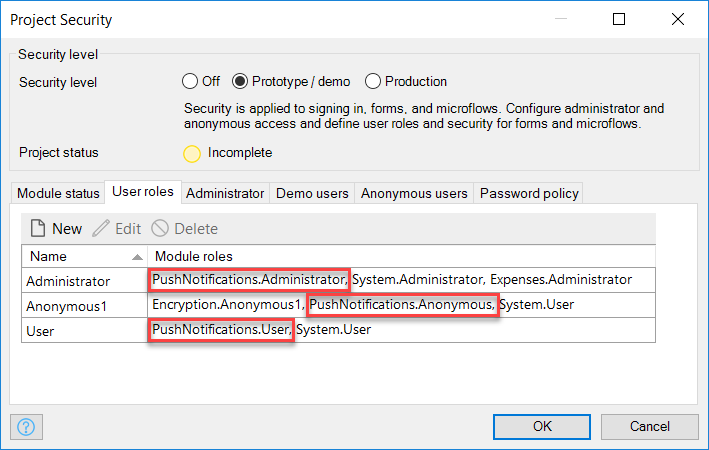 Project Security
Security level
Security level Off Prototype / demo Production
Security is applied to signing in, forms, and microflows. Configure administrator and
anonymous access and define user roles and security for forms and microflows.
Project status Incomplete
Module status User roles Administrator Demo users Anonymous users Password policy
New Edit Delete
Name Module roles
Administrator PushNotifications.Administrator, System.Administrator, Expenses.Administrator
Anonymous1 Encryption.Anonymous1, PushNotifications.Anonymous, System.User
User PushNotifications.User, System.User
? OK Cancel